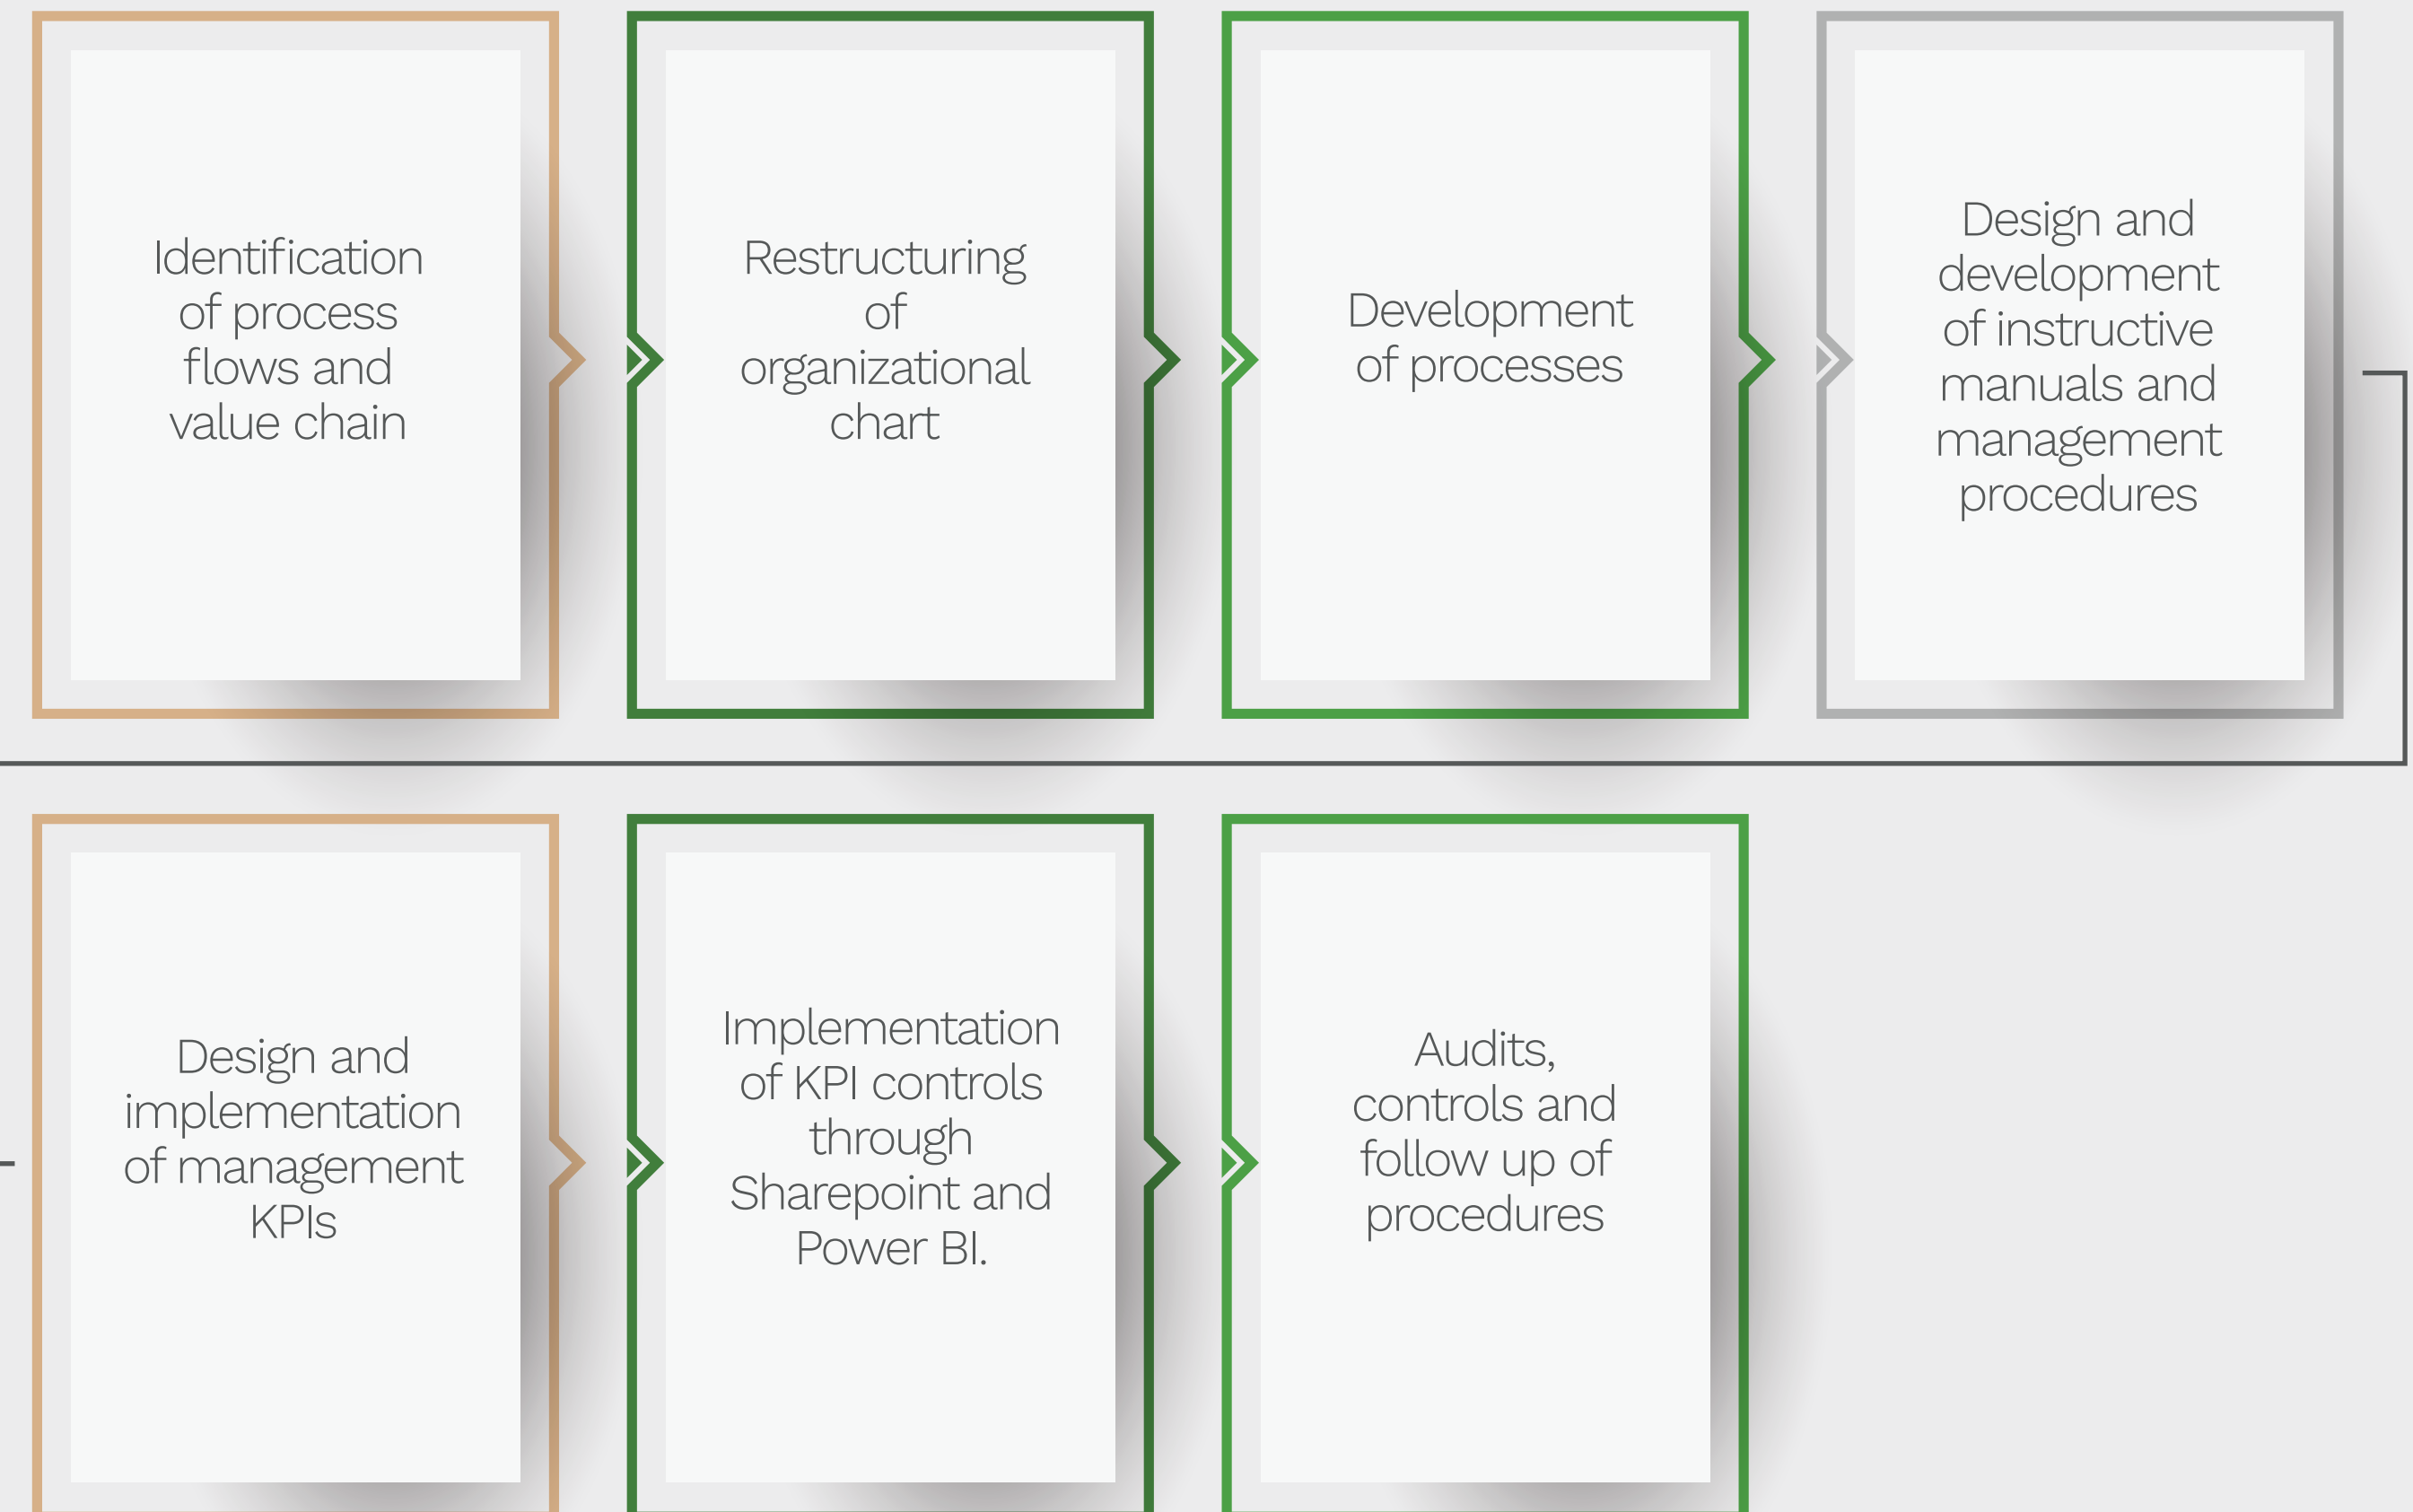 Identification
of process
flows and
value chain
Restructuring
of
organizational
chart
Development
of processes
Design and
development
of instructive
manuals and
management
procedures
Design and
implementation
of management
KPIs
Implementation
of KPI controls
through
Sharepoint and
Power BI.
Audits,
controls and
follow up of
procedures